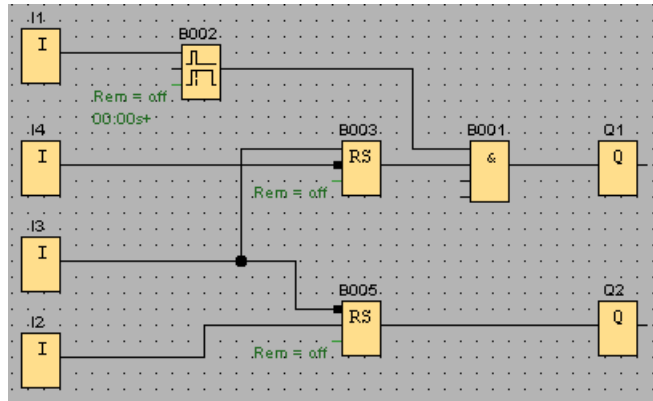 I1
I
B002
Rem = off
00:00s+
I4
I
B003
RS
Rem = off
B001
&
Q1
Q
I3
I
B005
RS
Rem = off
Q2
Q
I2
I